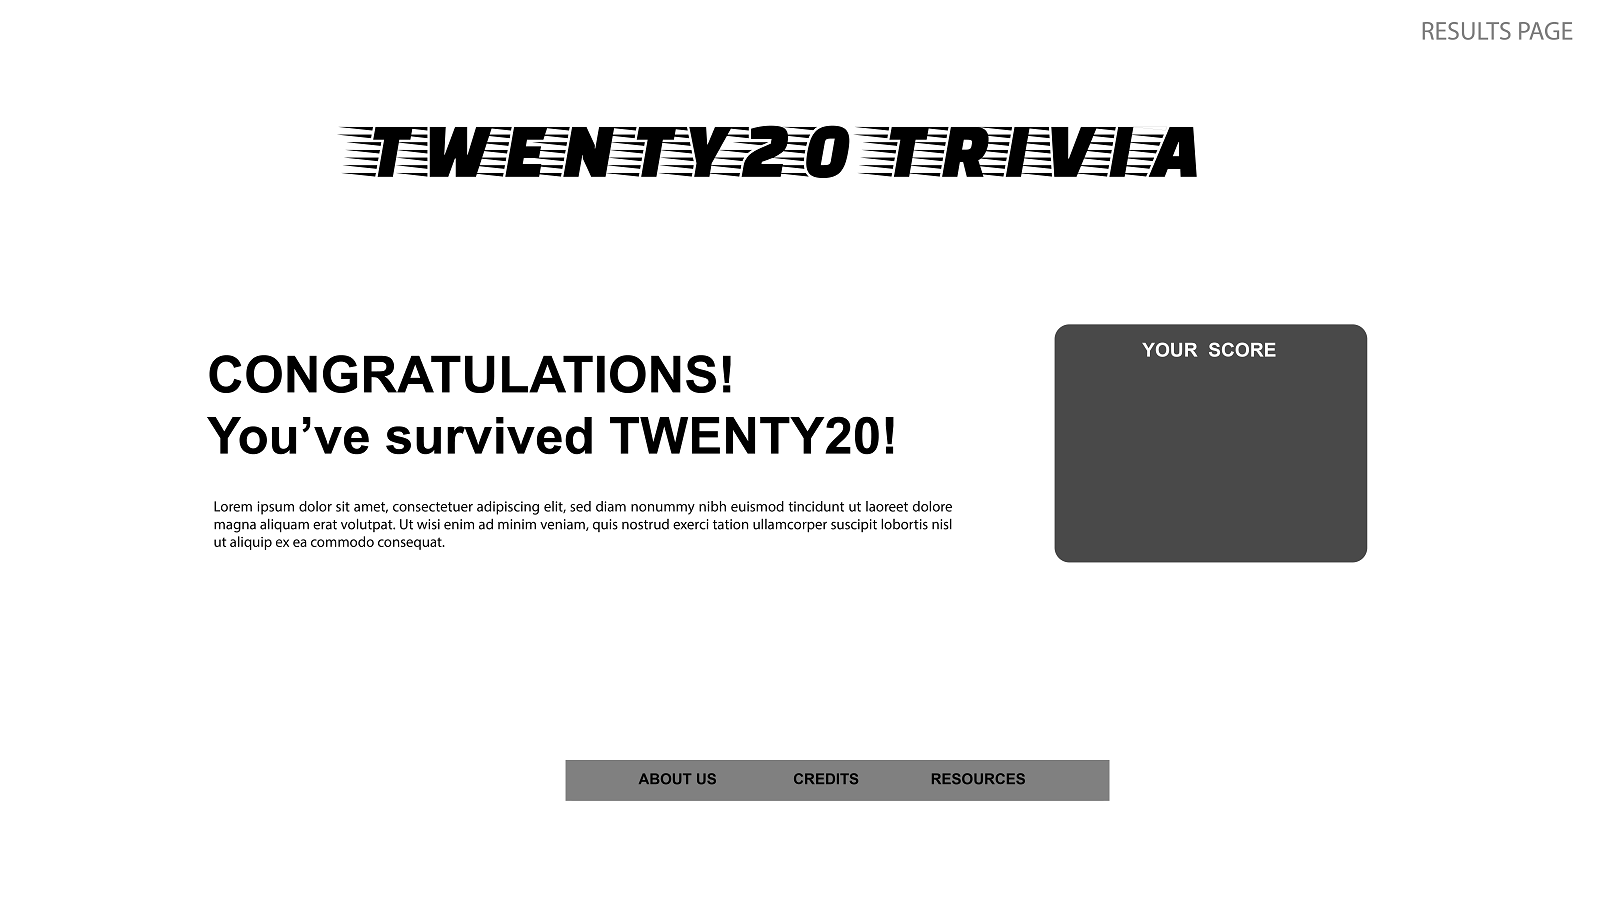 RESULTS PAGE
TWENTY20 TRIVIA
CONGRATULATIONS!
You’ve survived TWENTY20!
YOUR SCORE
Lorem ipsum dolor sit amet, consectetuer adipiscing elit, sed diam nonummy nibh euismod tincidunt ut laoreet dolore
magna aliquam erat volutpat. Ut wisi enim ad minim veniam, quis nostrud exerci tation ullamcorper suscipit lobortis nisl
ut aliquip ex ea commodo consequat.
ABOUT US CREDITS RESOURCES